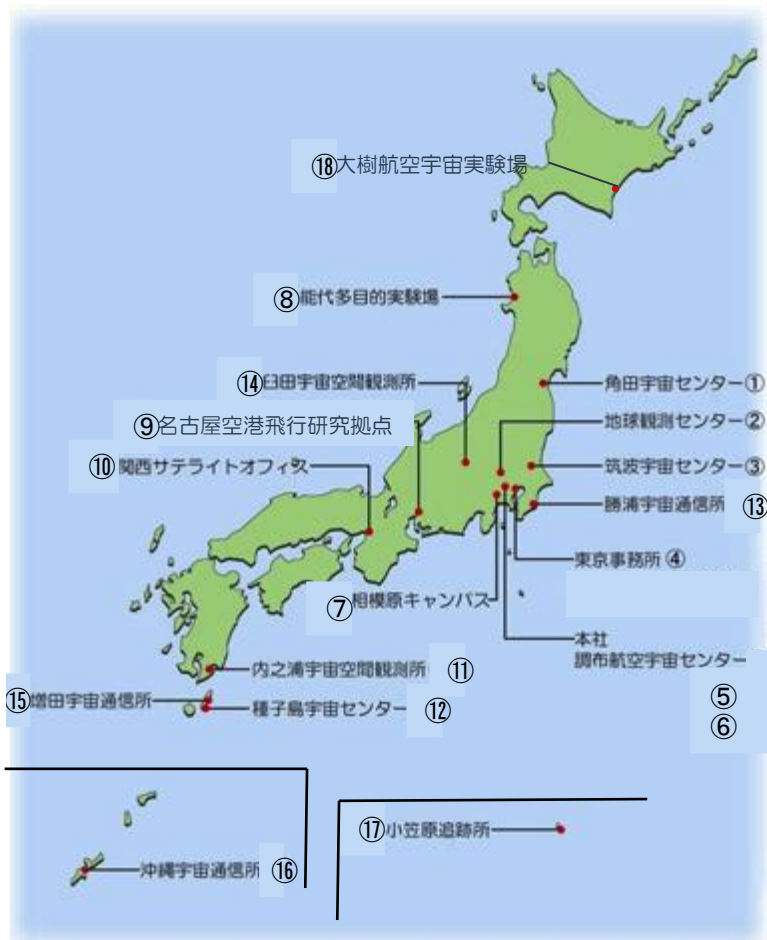 ⑱大樹航空宇宙実験場
⑧能代多目的実験場
⑭臼田宇宙空間観測所
角田宇宙センター①
⑨名古屋空港飛行研究拠点
地球観測センター②
⑩関西サテライトオフィス
筑波宇宙センター③
勝浦宇宙通信所 ⑬
東京事務所④
⑦相模原キャンパス
本社
調布航空宇宙センター
⑤
⑥
内之浦宇宙空間観測所 ⑪
⑮増田宇宙通信所
種子島宇宙センター ⑫
⑰小笠原追跡所
沖縄宇宙通信所 ⑯